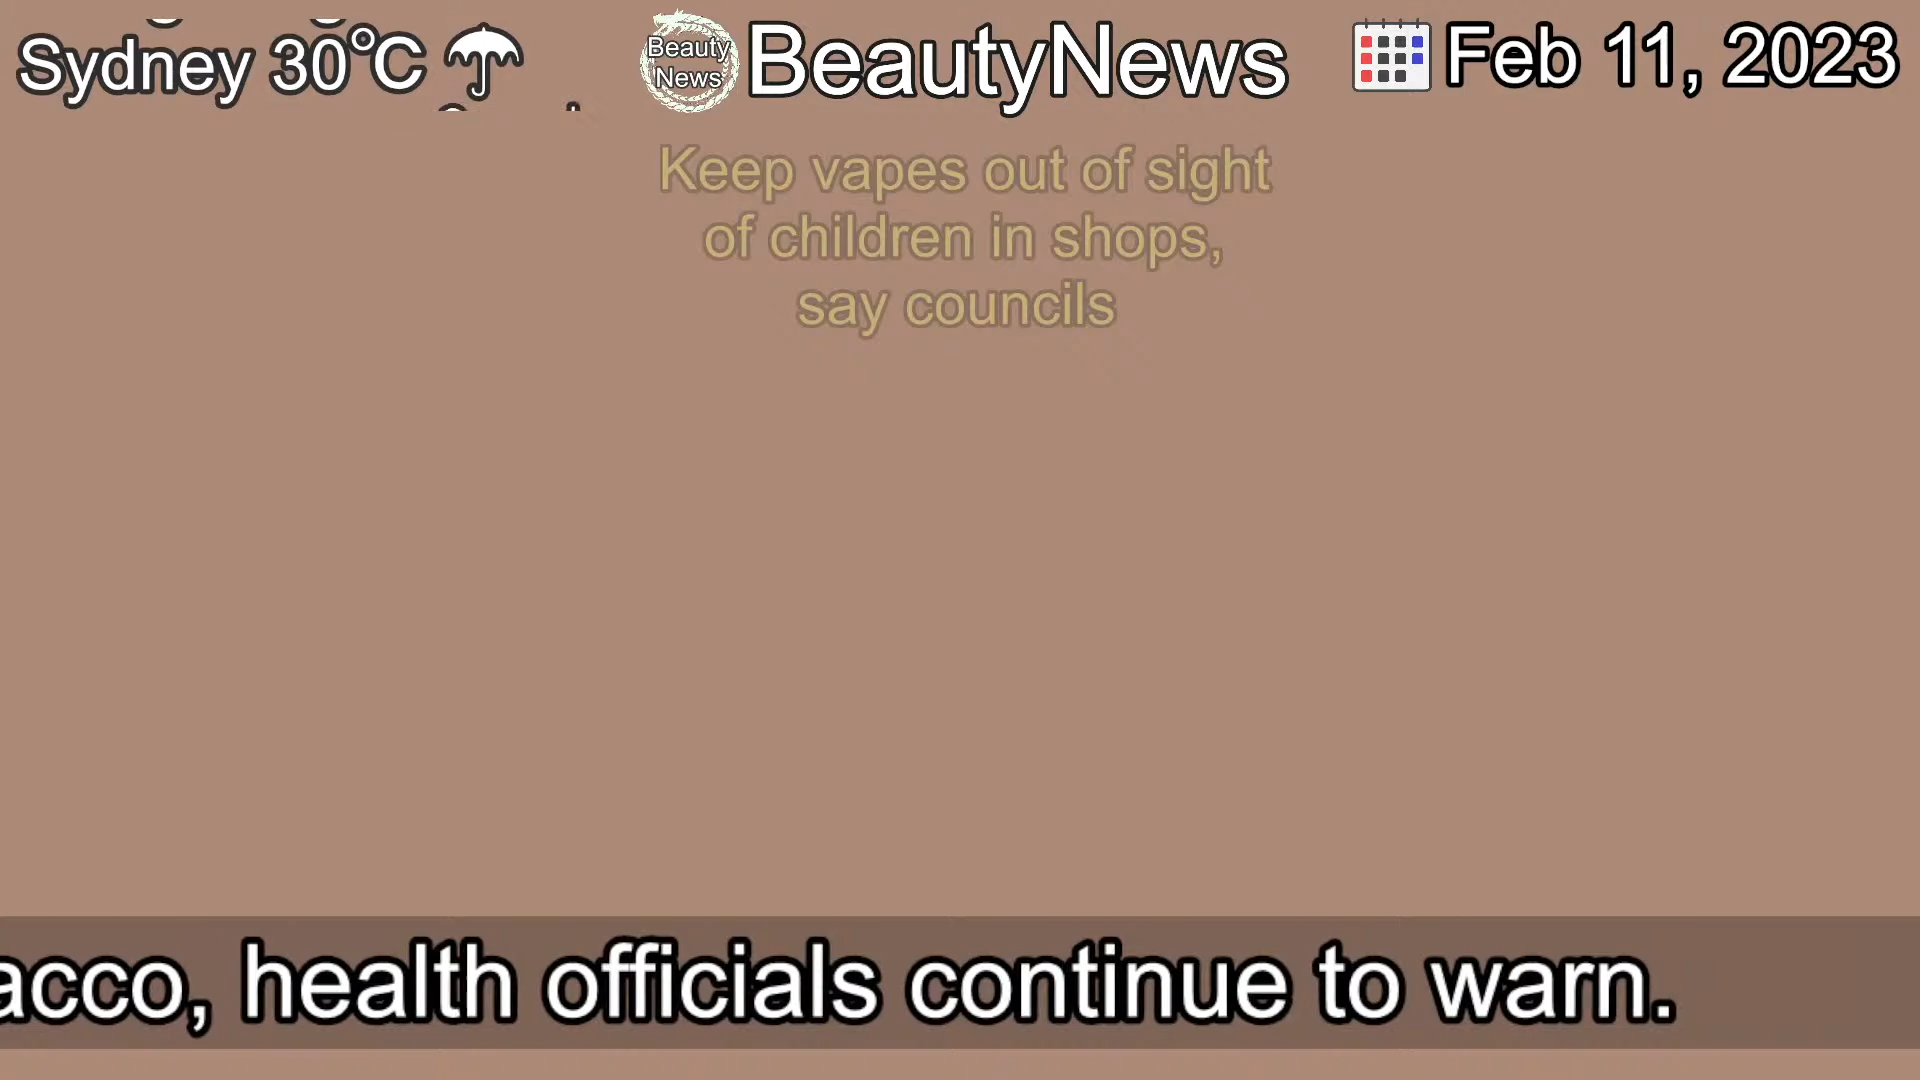 Sydney 30°C ☂
Beauty
News
BeautyNews
Feb 11, 2023
Keep vapes out of sight
of children in shops,
say councils
acco, health officials continue to warn.